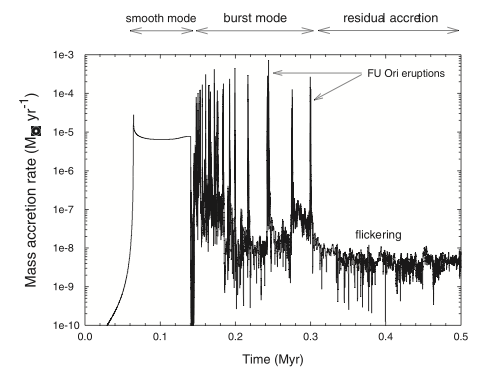 smooth mode burst mode residual accretion
1e-3
FU Ori eruptions
1e-4
1e-5
1e-6
1e-7
flickering
1e-8
1e-9
1e-10
0.0 0.1 0.2 0.3 0.4 0.5
Mass accretion rate (M yr⁻¹)
Time (Myr)